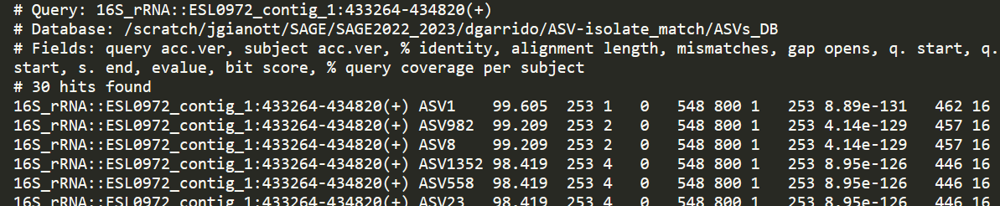 # Query: 16S_rRNA::ESL0972_contig_1:433264-434820(+)
# Database: /scratch/jgianott/SAGE/SAGE2022_2023/dgarrido/ASV-isolate_match/ASVs_DB
# Fields: query acc.ver, subject acc.ver, % identity, alignment length, mismatches, gap opens, q. start, q.
start, s. end, evalue, bit score, % query coverage per subject
# 30 hits found
16S_rRNA::ESL0972_contig_1:433264-434820(+) ASV1 99.605 253 1 0 548 800 1 253 8.89e-131 462 16
16S_rRNA::ESL0972_contig_1:433264-434820(+) ASV982 99.209 253 2 0 548 800 1 253 4.14e-129 457 16
16S_rRNA::ESL0972_contig_1:433264-434820(+) ASV8 99.209 253 2 0 548 800 1 253 4.14e-129 457 16
16S_rRNA::ESL0972_contig_1:433264-434820(+) ASV1352 98.419 253 4 0 548 800 1 253 8.95e-126 446 16
16S_rRNA::ESL0972_contig_1:433264-434820(+) ASV558 98.419 253 4 0 548 800 1 253 8.95e-126 446 16
16S_rRNA::ESL0972_contig_1:433264-434820(+) ASV23 98.419 253 4 0 548 800 1 253 8.95e-126 446 16